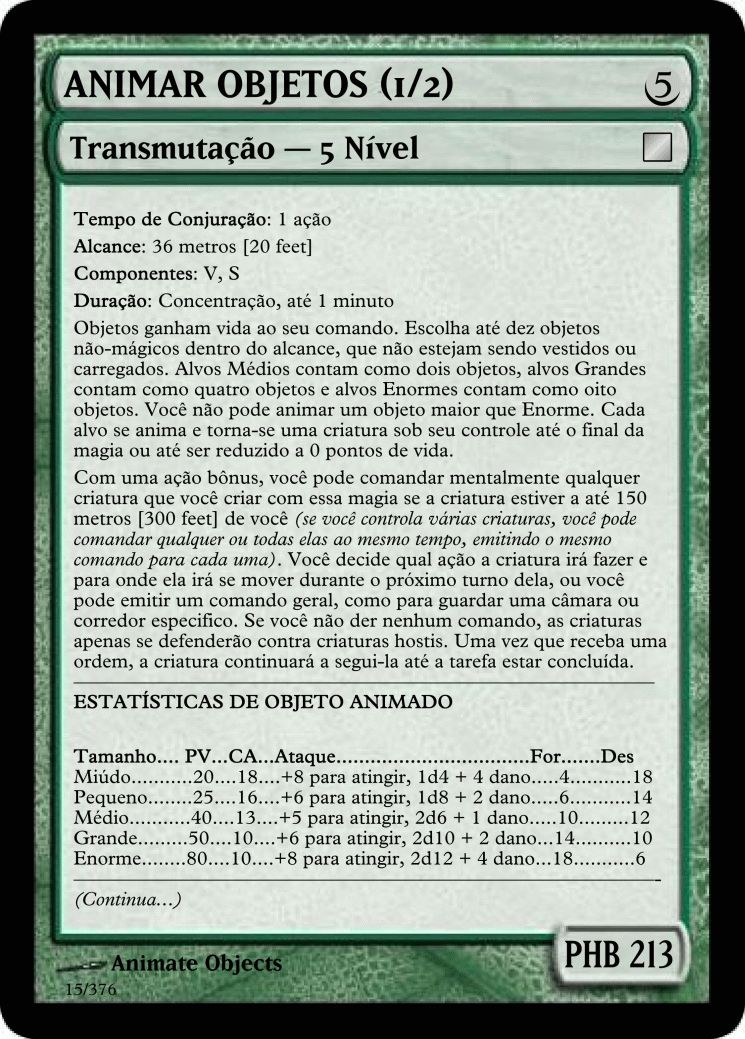 ANIMAR OBJETOS (1/2) 5
Transmutação — 5 Nível
Tempo de Conjuração: 1 ação
Alcance: 36 metros [20 feet]
Componentes: V, S
Duração: Concentração, até 1 minuto
Objetos ganham vida ao seu comando. Escolha até dez objetos
não-mágicos dentro do alcance, que não estejam sendo vestidos ou
carregados. Alvos Médios contam como dois objetos, alvos Grandes
contam como quatro objetos e alvos Enormes contam como oito
objetos. Você não pode animar um objeto maior que Enorme. Cada
alvo se anima e torna-se uma criatura sob seu controle até o final da
magia ou até ser reduzido a 0 pontos de vida.
Com uma ação bônus, você pode comandar mentalmente qualquer
criatura que você criar com essa magia se a criatura estiver a até 150
metros [300 feet] de você (se você controla várias criaturas, você pode
comandar qualquer ou todas elas ao mesmo tempo, emitindo o mesmo
comando para cada uma). Você decide qual ação a criatura irá fazer e
para onde ela irá se mover durante o próximo turno dela, ou você
pode emitir um comando geral, como para guardar uma câmara ou
corredor especifico. Se você não der nenhum comando, as criaturas
apenas se defenderão contra criaturas hostis. Uma vez que receba uma
ordem, a criatura continuará a segui-la até a tarefa estar concluída.
ESTATÍSTICAS DE OBJETO ANIMADO
Tamanho.... PV...CA...Ataque..................................For.......Des
Miúdo...........20....18....+8 para atingir, 1d4 + 4 dano.....4...........18
Pequeno........25....16....+6 para atingir, 1d8 + 2 dano.....6...........14
Médio...........40....13....+5 para atingir, 2d6 + 1 dano.....10.........12
Grande.........50....10....+6 para atingir, 2d10 + 2 dano...14..........10
Enorme........80....10....+8 para atingir, 2d12 + 4 dano...18..........6
(Continua...)
PHB 213
Animate Objects
15/376